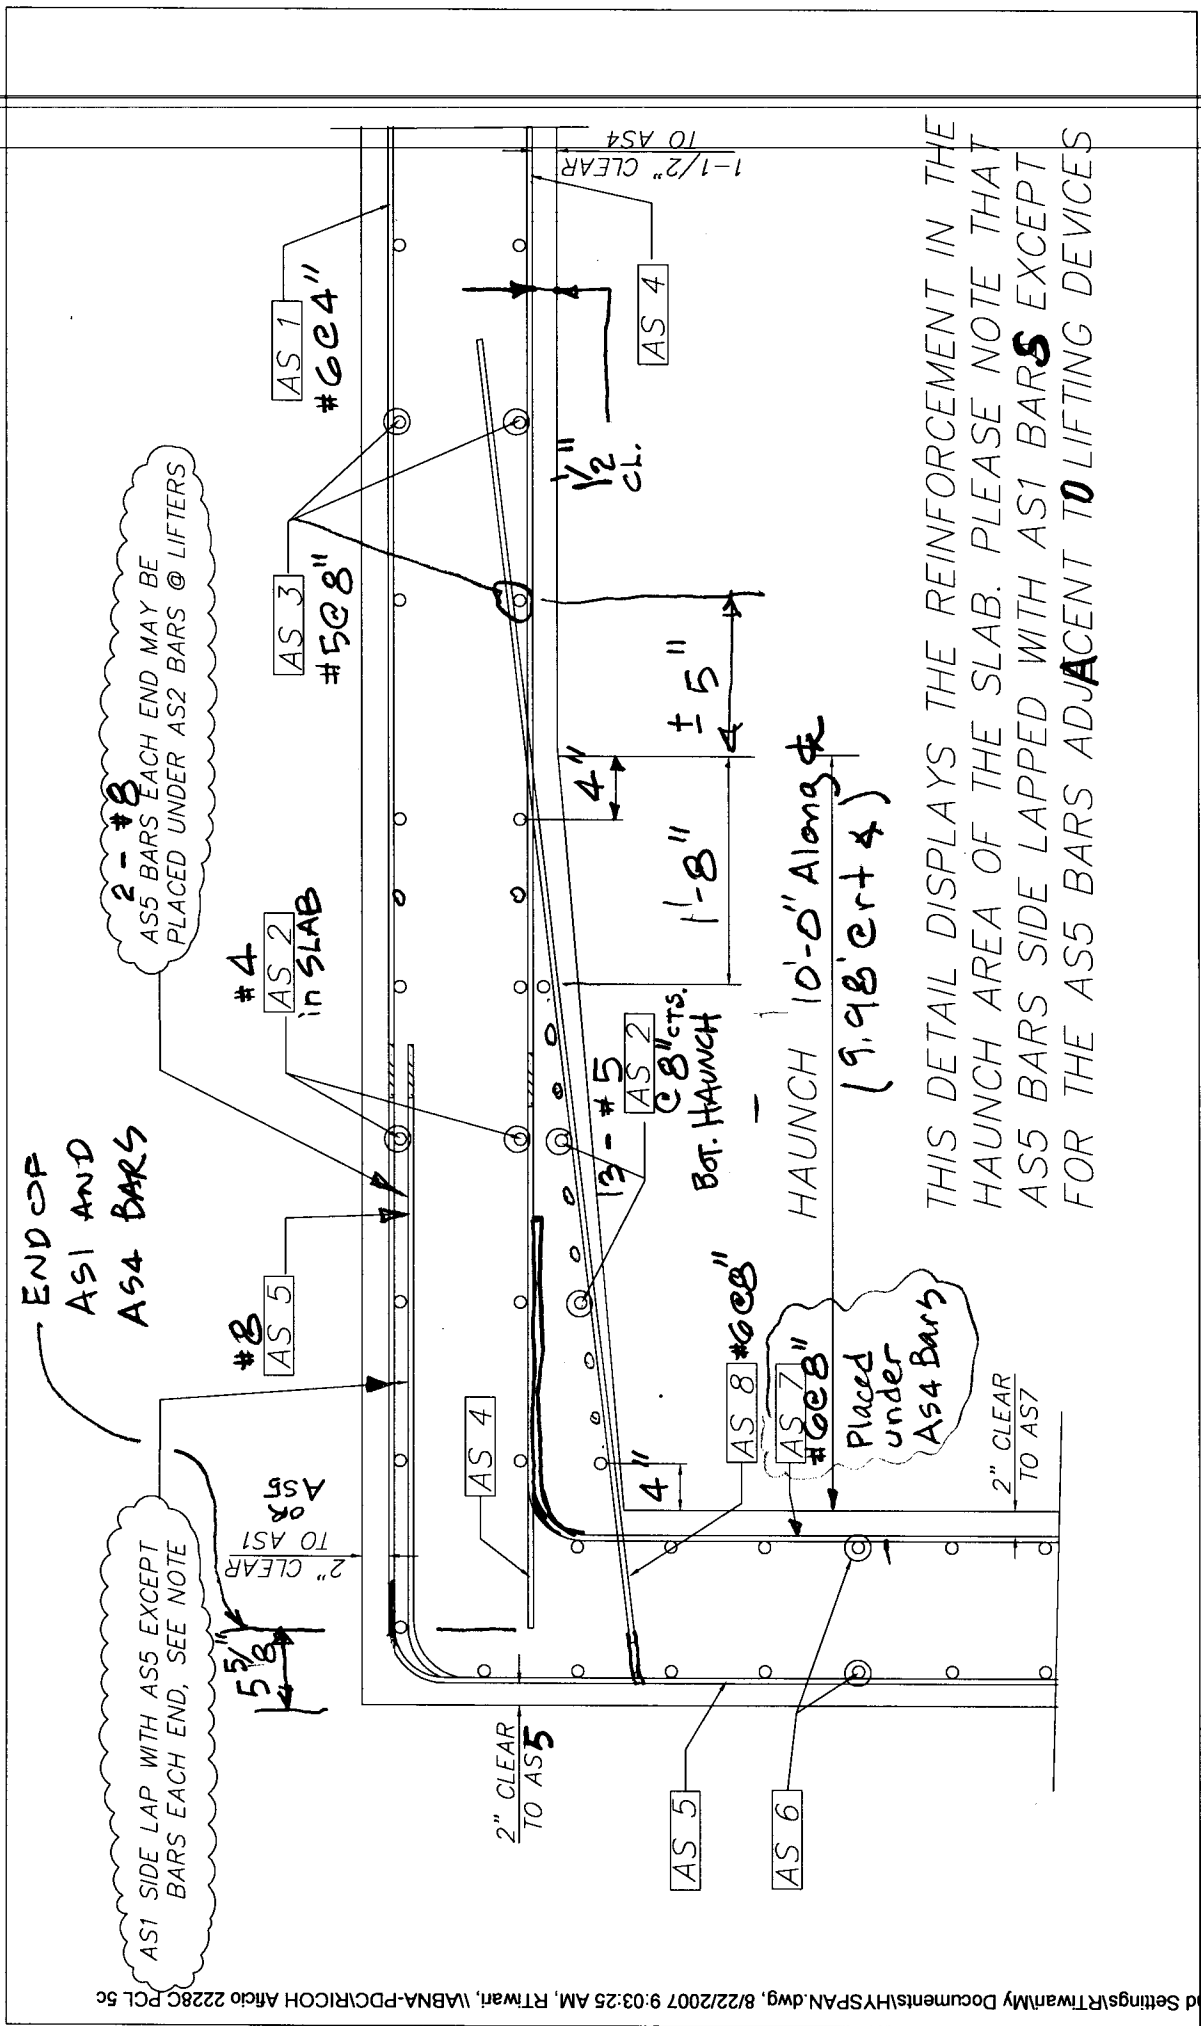 END OF
AS1 AND
AS4 BARS
AS1 SIDE LAP WITH AS5 EXCEPT
BARS EACH END, SEE NOTE
2 - #8
AS5 BARS EACH END MAY BE
PLACED UNDER AS2 BARS @ LIFTERS
5 5/8"
2" CLEAR
TO AS1
OR
AS5
#8
AS 5
#4
AS 2
in SLAB
AS 3
#5@8"
AS 1
#6@4"
2" CLEAR
TO AS5
AS 4
13 - #5
AS 2
@ 8" CTS.
BOT. HAUNCH
1'-8"
4"
± 5"
1 1/2"
CL.
AS 4
1-1/2" CLEAR
TO AS4
AS 5
AS 6
4"
AS 8
#6@8"
AS 7
#6@8"
Placed
under
AS4 Bars
2" CLEAR
TO AS7
HAUNCH 10'-0" Along
(9.98' @ rt
THIS DETAIL DISPLAYS THE REINFORCEMENT IN THE
HAUNCH AREA OF THE SLAB. PLEASE NOTE THAT
AS5 BARS SIDE LAPPED WITH AS1 BARS EXCEPT
FOR THE AS5 BARS ADJACENT TO LIFTING DEVICES
d Settings\RTiwari\My Documents\HYSPAN.dwg, 8/22/2007 9:03:25 AM, RTiwari, \\ABNA-PDC\RICOH Aficio 2228C PCL 5c